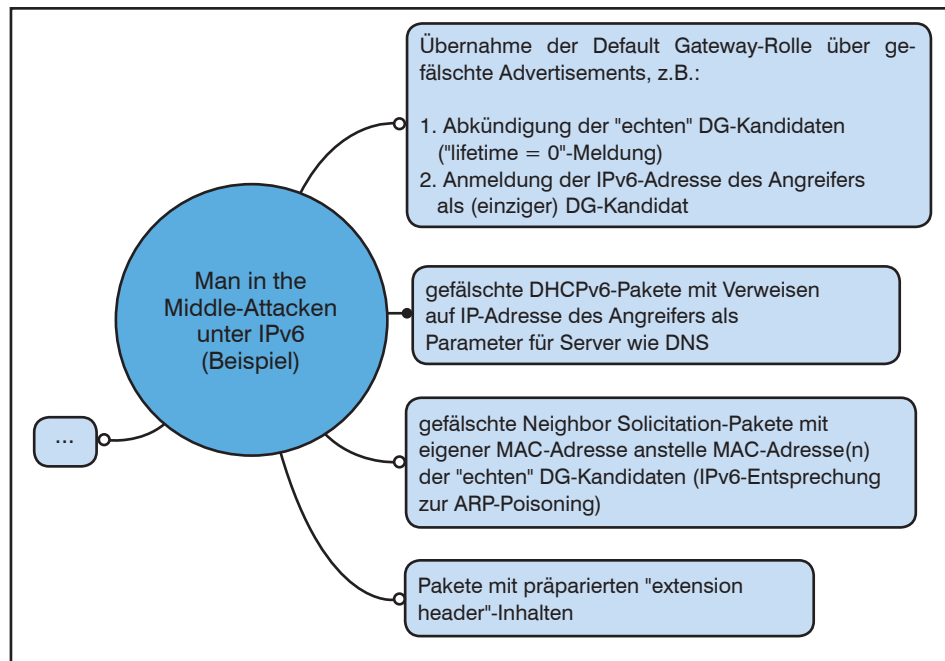 Übernahme der Default Gateway-Rolle über ge-
fälschte Advertisements, z.B.:
1. Abkündigung der "echten" DG-Kandidaten
("lifetime = 0"-Meldung)
2. Anmeldung der IPv6-Adresse des Angreifers
als (einziger) DG-Kandidat
Man in the
Middle-Attacken
unter IPv6
(Beispiel)
gefälschte DHCPv6-Pakete mit Verweisen
auf IP-Adresse des Angreifers als
Parameter für Server wie DNS
...
gefälschte Neighbor Solicitation-Pakete mit
eigener MAC-Adresse anstelle MAC-Adresse(n)
der "echten" DG-Kandidaten (IPv6-Entsprechung
zur ARP-Poisoning)
Pakete mit präparierten "extension
header"-Inhalten